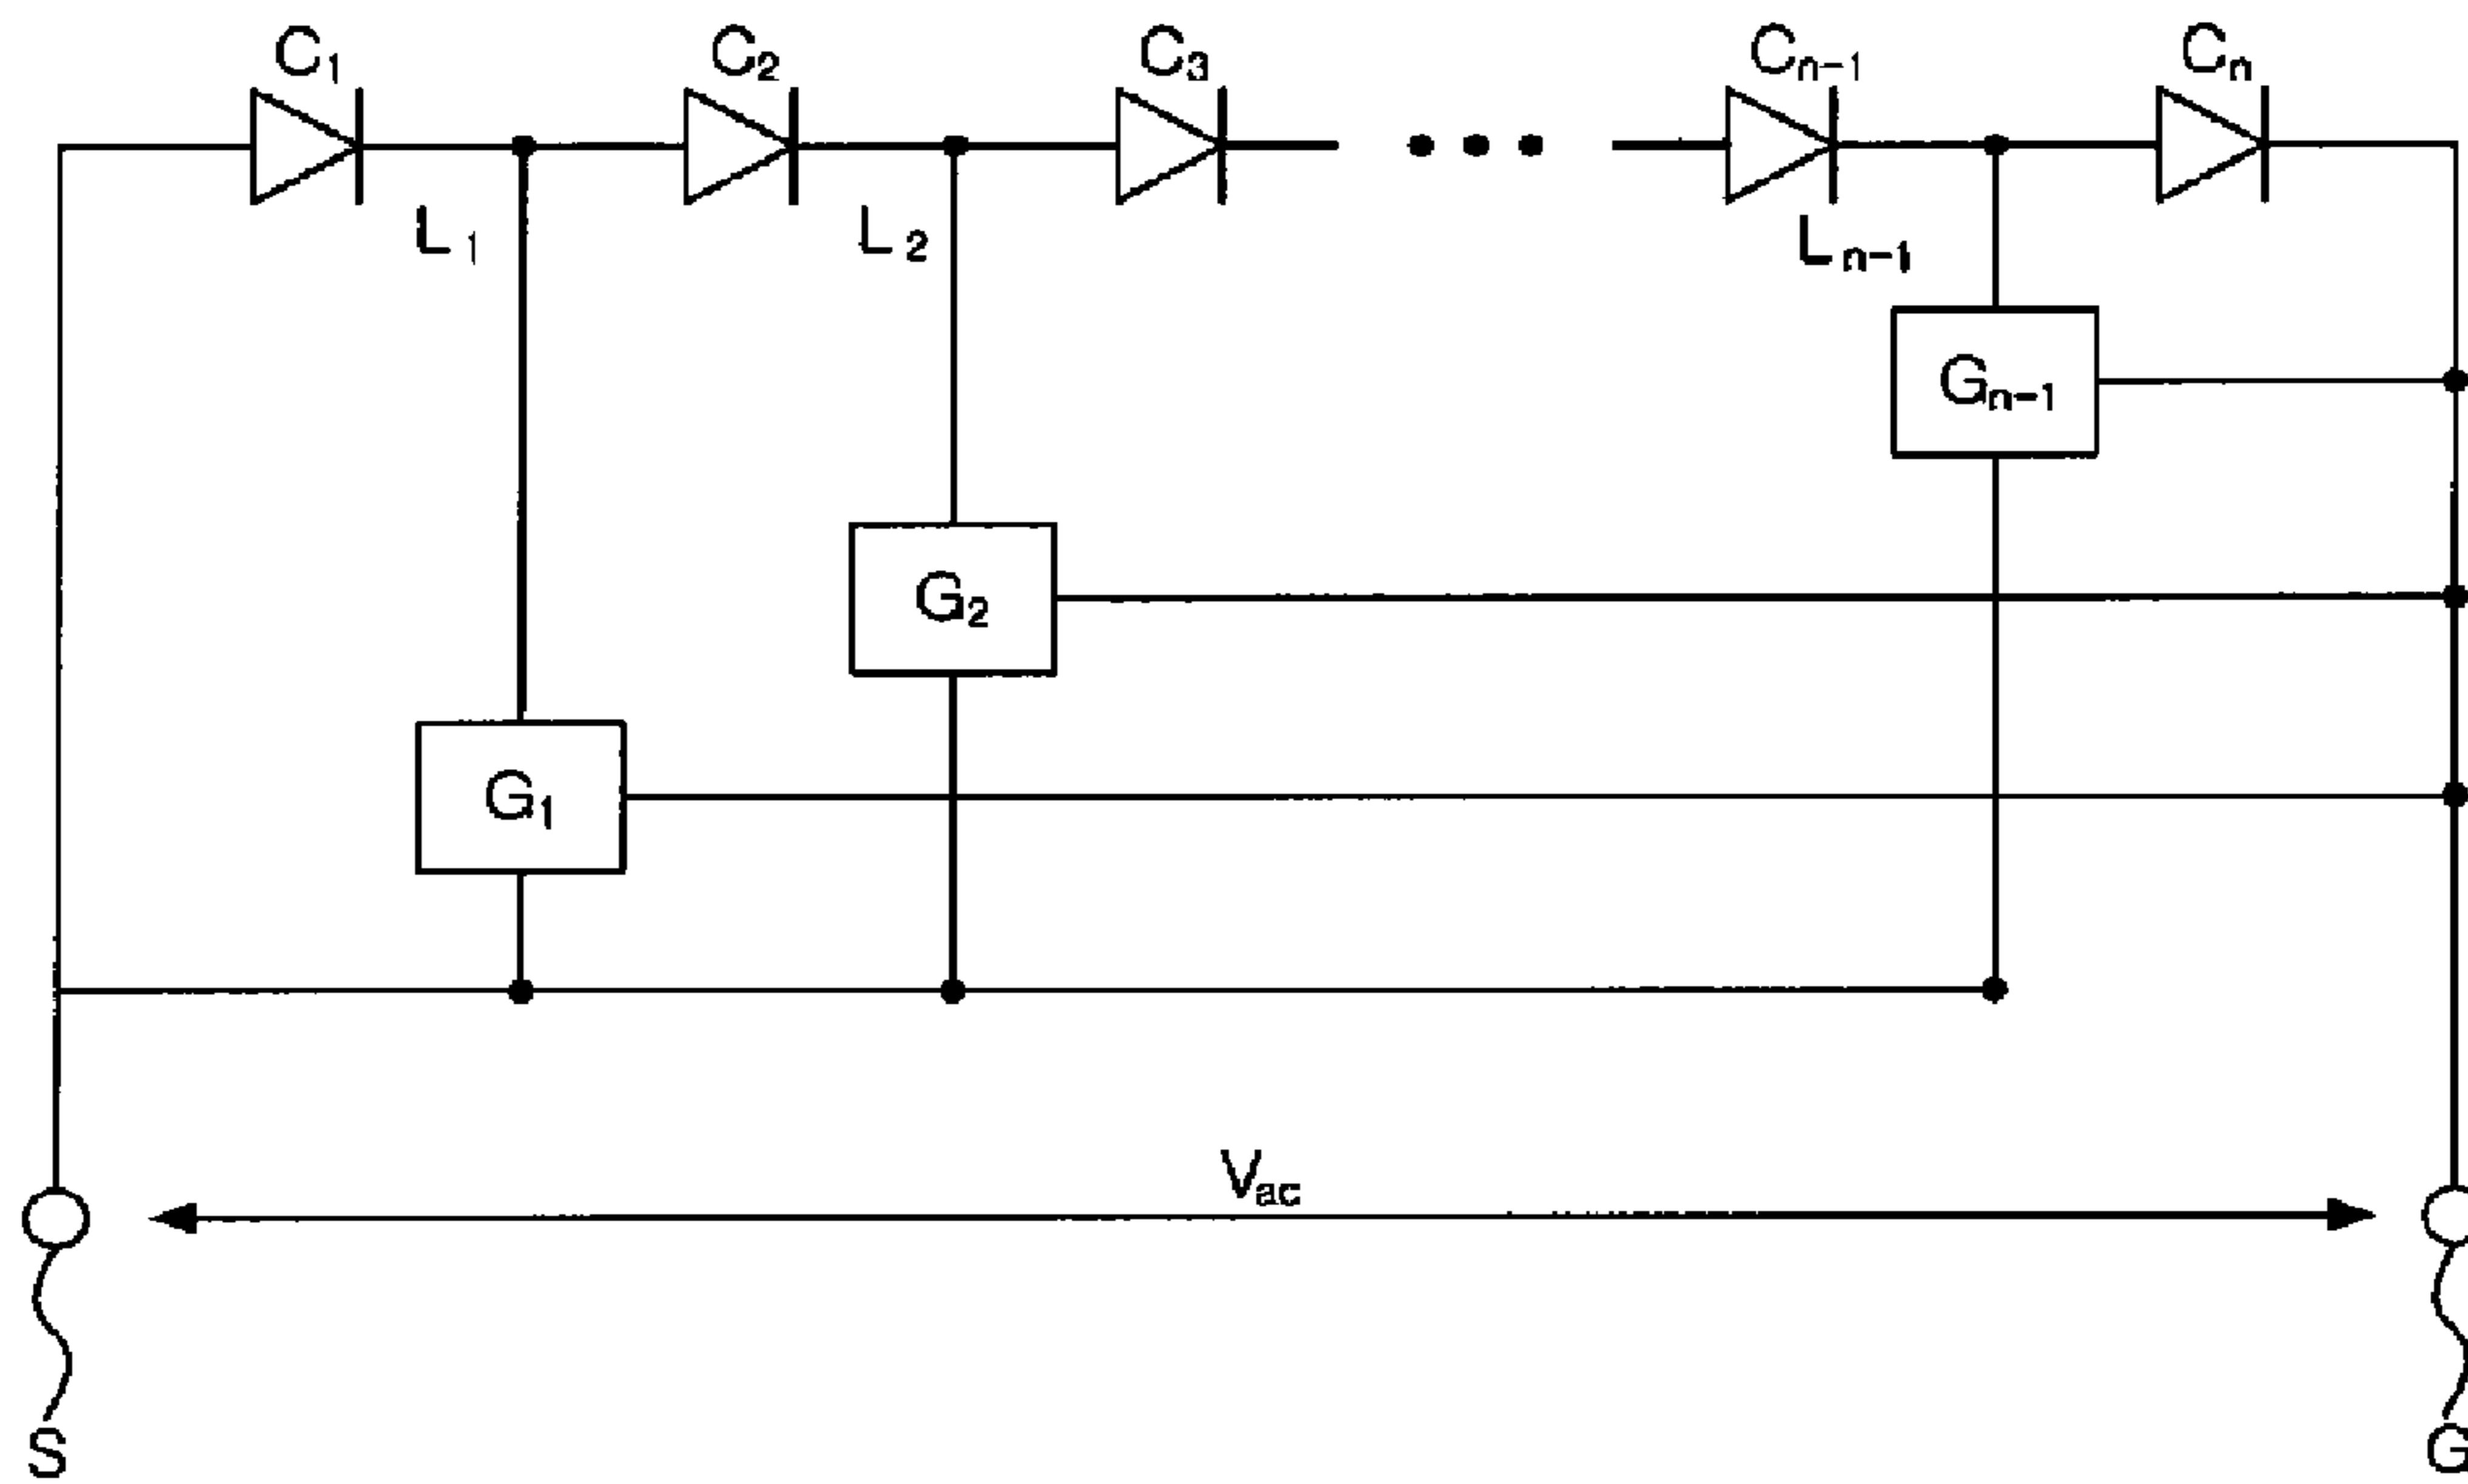 C₁ C₂ C₃ Cₙ₋₁ Cₙ
L₁ L₂ Lₙ₋₁
Gₙ₋₁
G₂
G₁
Vac
S G